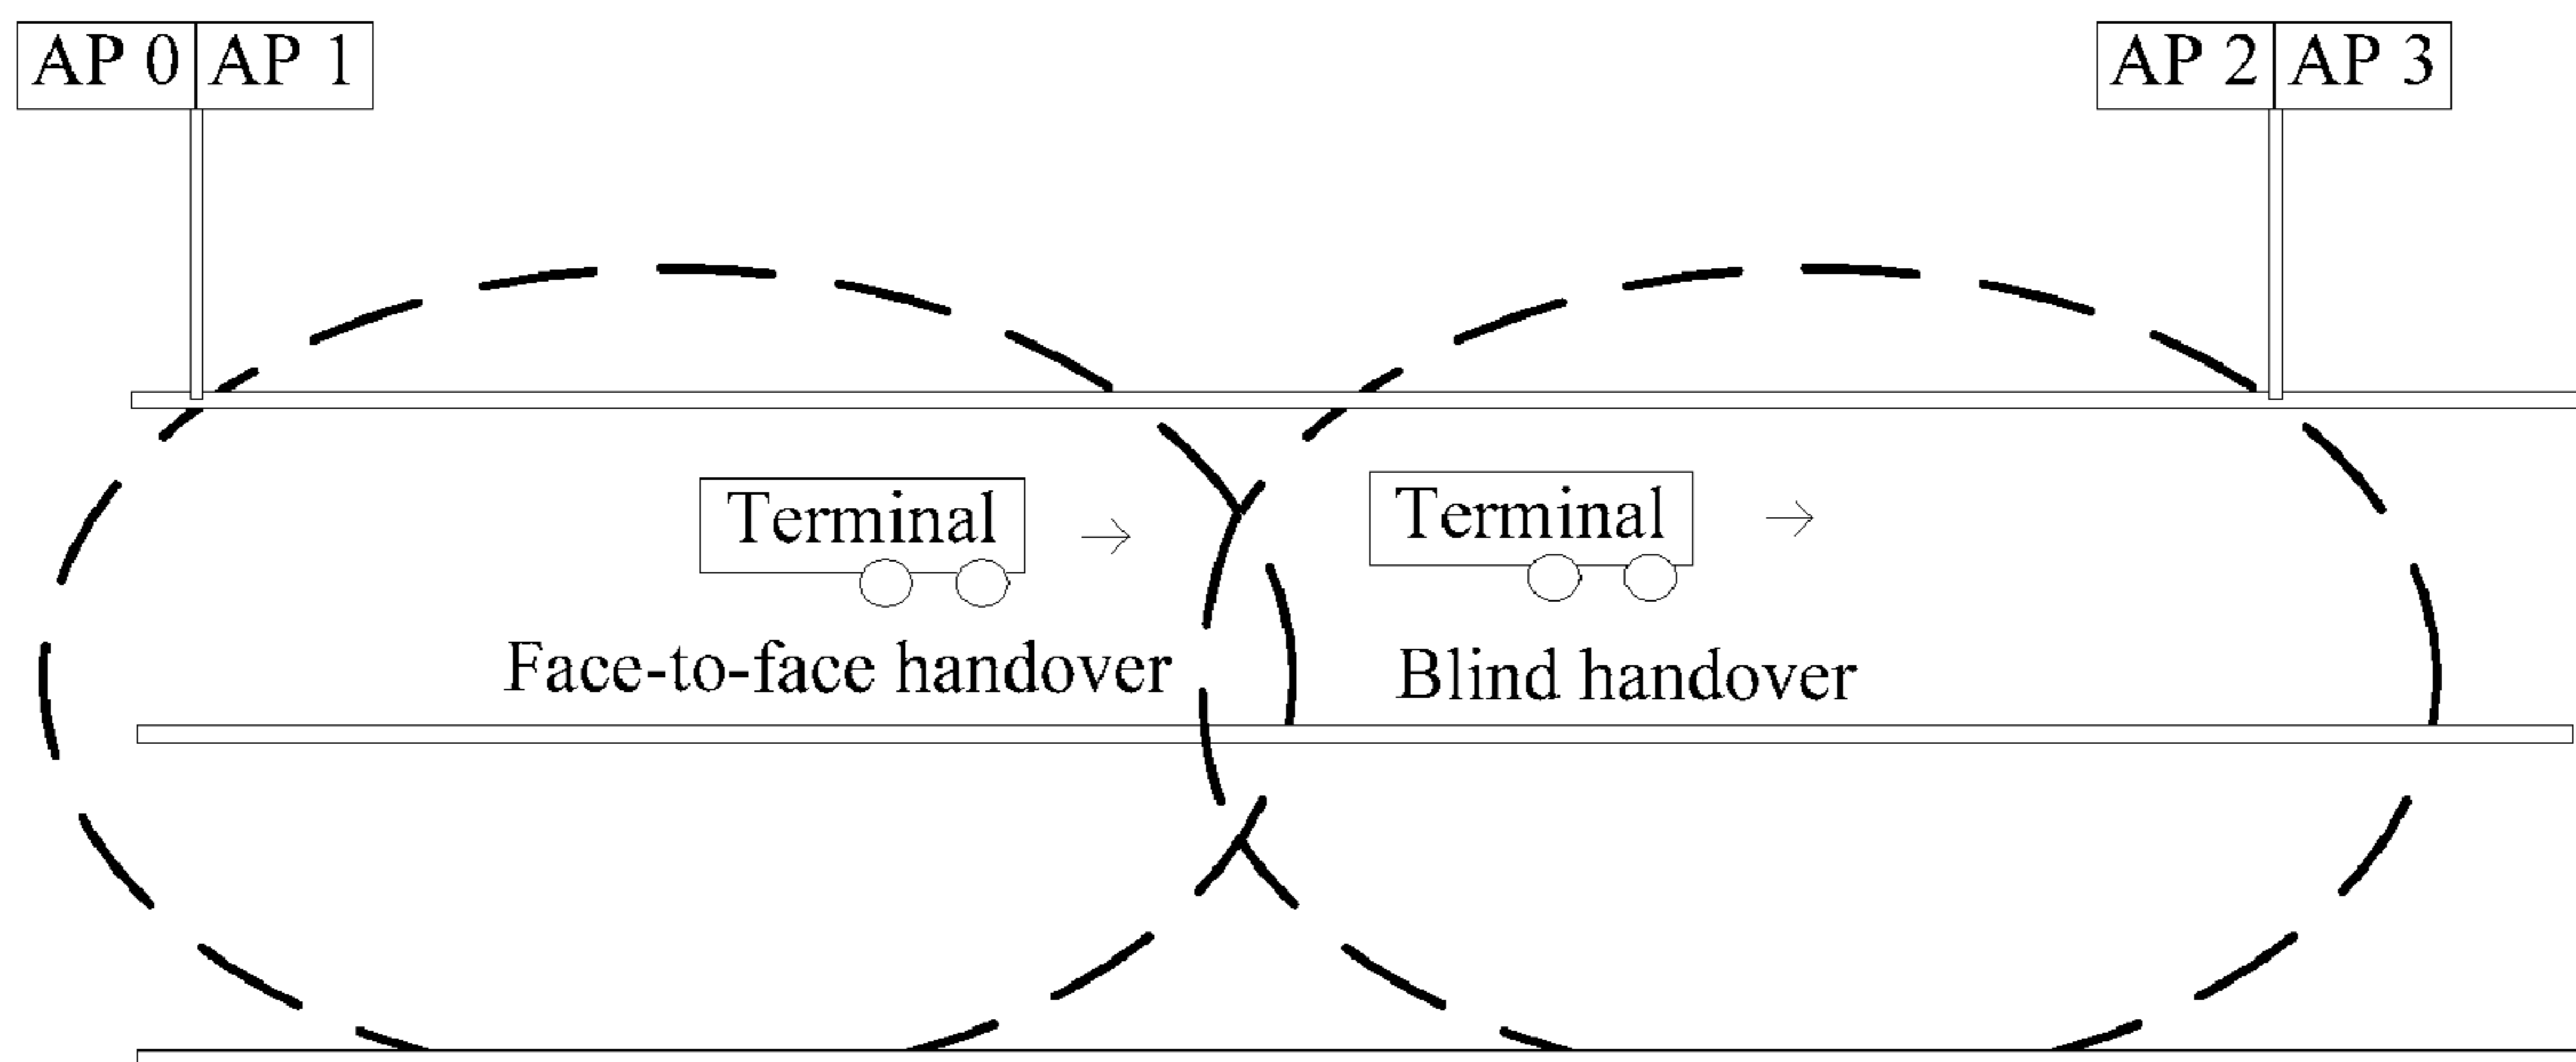 AP 0 AP 1 AP 2 AP 3
Terminal Terminal
Face-to-face handover Blind handover